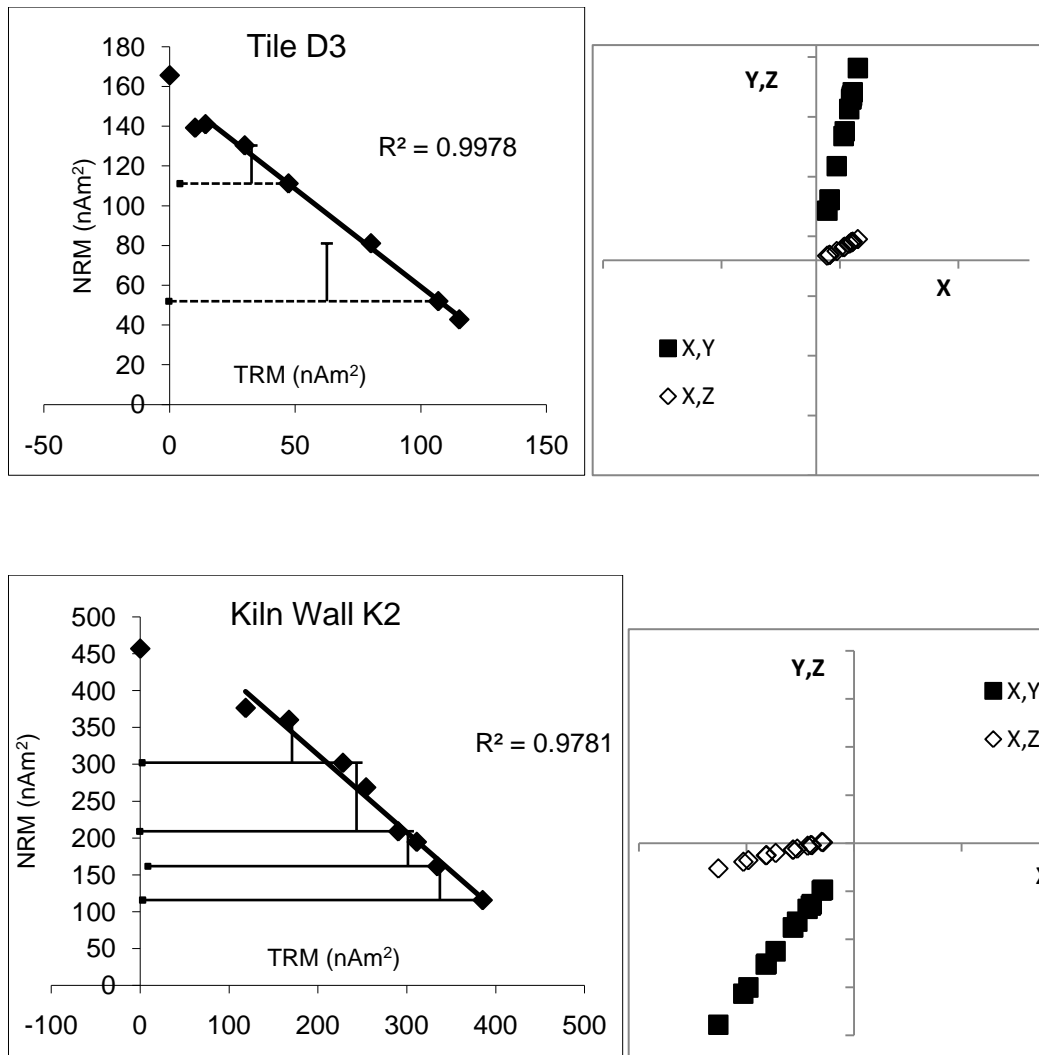 Tile D3
180
160
140
120
100
80
60
40
20
0
NRM (nAm²)
R² = 0.9978
TRM (nAm²)
-50
0
50
100
150
Y,Z
X
X,Y
X,Z
Kiln Wall K2
500
450
400
350
300
250
200
150
100
50
0
NRM (nAm²)
R² = 0.9781
TRM (nAm²)
-100
0
100
200
300
400
500
Y,Z
X,Y
X,Z
X